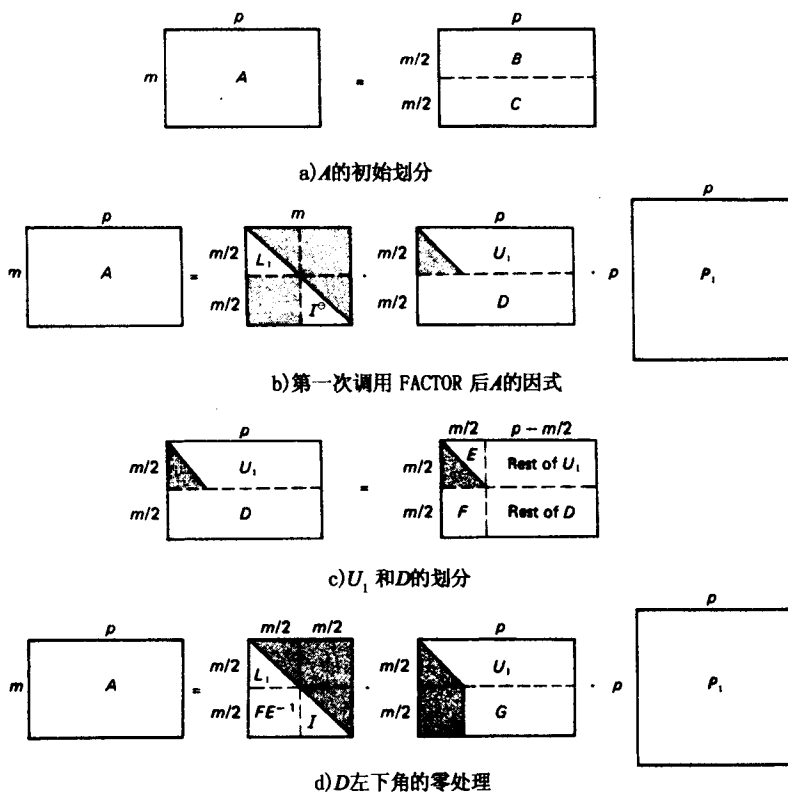 p p
m A = m/2 B
m/2 C
a)A的初始划分
p m p p
m A = m/2 L₁ · m/2 U₁ · p P₁
m/2 I m/2 D
b)第一次调用 FACTOR 后A的因式
p m/2 p − m/2
m/2 U₁ = m/2 E Rest of U₁
m/2 D m/2 F Rest of D
c)U₁ 和D的划分
p m/2 m/2 p p
m A = m/2 L₁ · m/2 U₁ · p P₁
m/2 FE⁻¹ I m/2 G
d)D左下角的零处理